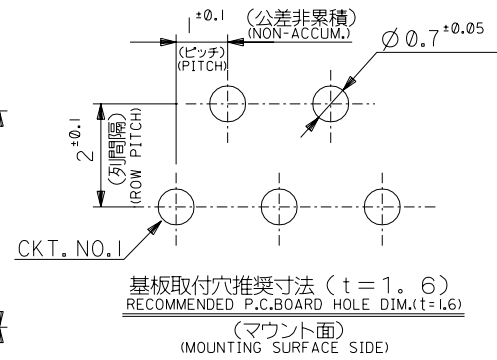 1±0.1
(公差非累積)
(NON-ACCUM.)
∅0.7±0.05
(ピッチ)
(PITCH)
2±0.1
(列間隔)
(ROW PITCH)
CKT. NO.1
基板取付穴推奨寸法(t=1.6)
RECOMMENDED P.C.BOARD HOLE DIM.(t=1.6)
(マウント面)
(MOUNTING SURFACE SIDE)